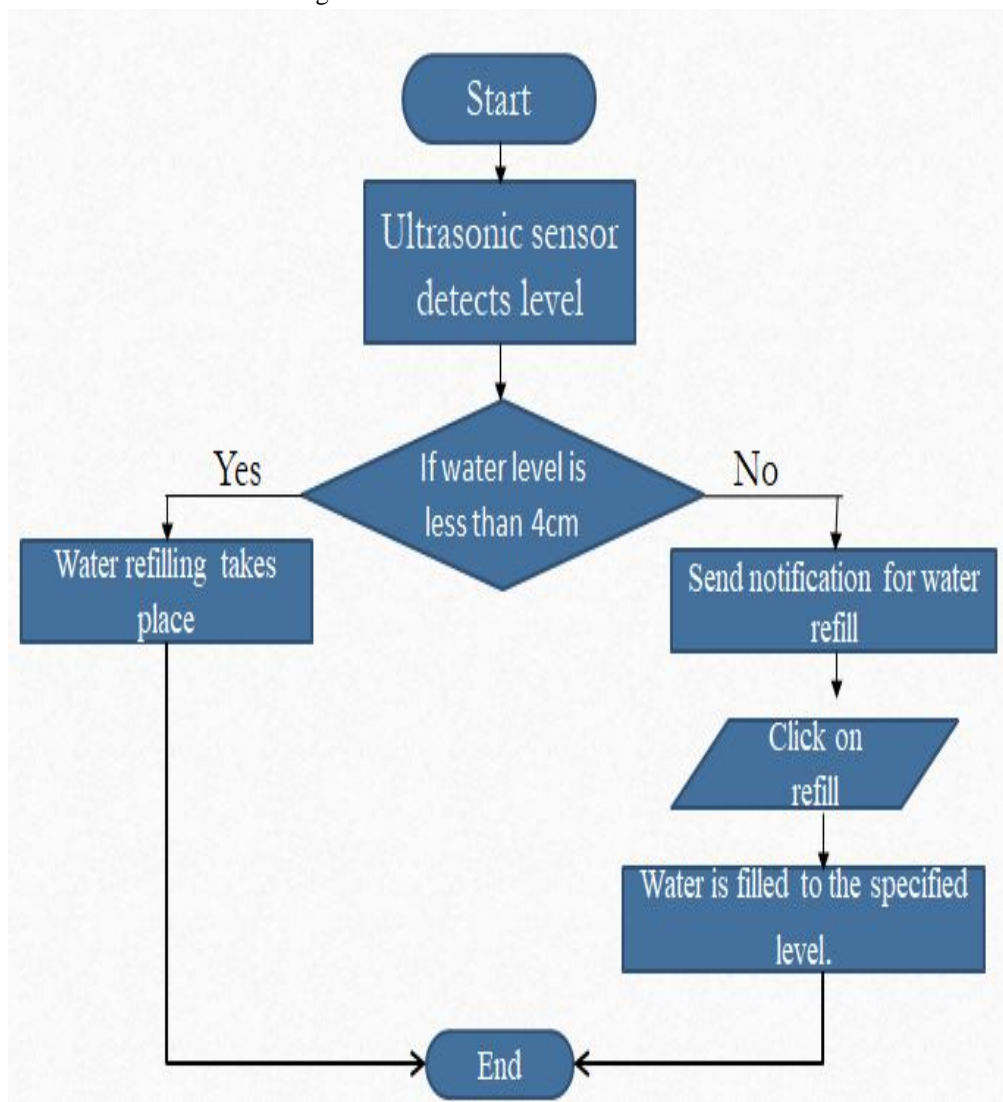 Start
Ultrasonic sensor
detects level
If water level is
less than 4cm
Yes
No
Water refilling takes
place
Send notification for water
refill
Click on
refill
Water is filled to the specified
level.
End